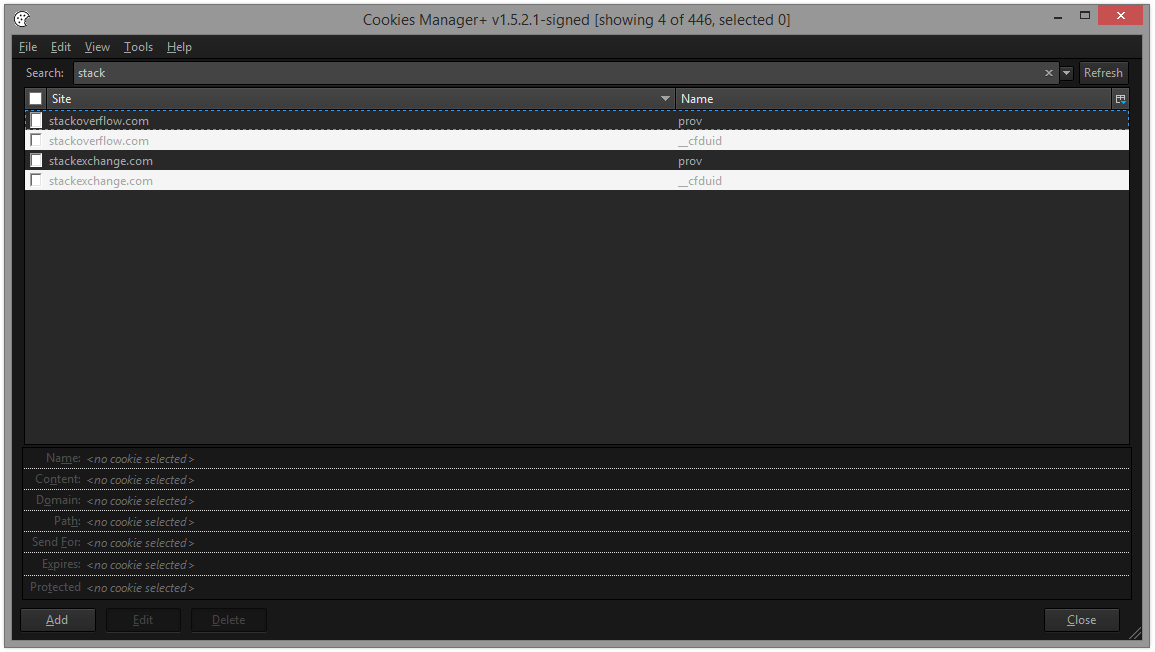 Cookies Manager+ v1.5.2.1-signed [showing 4 of 446, selected 0]
File Edit View Tools Help
Search: stack Refresh
Site Name
stackoverflow.com prov
stackoverflow.com __cfduid
stackexchange.com prov
stackexchange.com __cfduid
Name: <no cookie selected>
Content: <no cookie selected>
Domain: <no cookie selected>
Path: <no cookie selected>
Send For: <no cookie selected>
Expires: <no cookie selected>
Protected <no cookie selected>
Add Edit Delete Close